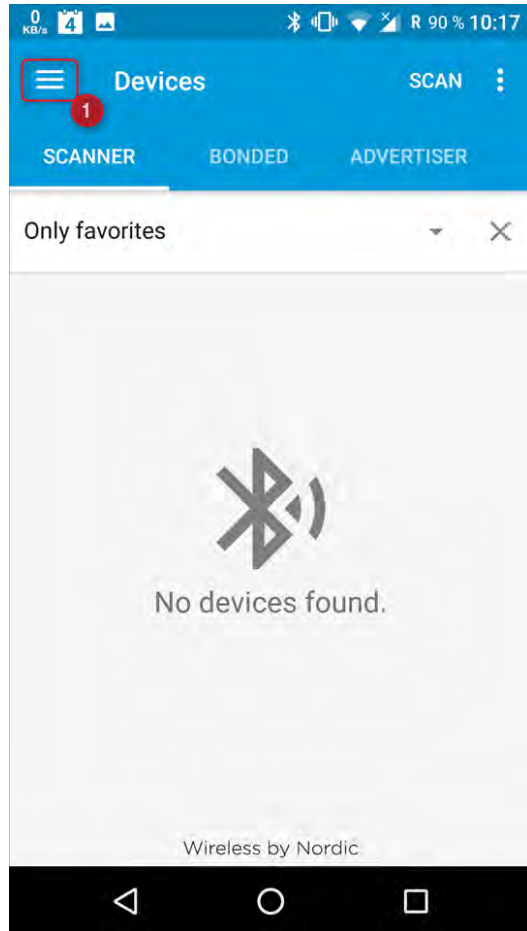 0
KB/s 4 R 90 % 10:17
Devices SCAN
1
SCANNER BONDED ADVERTISER
Only favorites
No devices found.
Wireless by Nordic